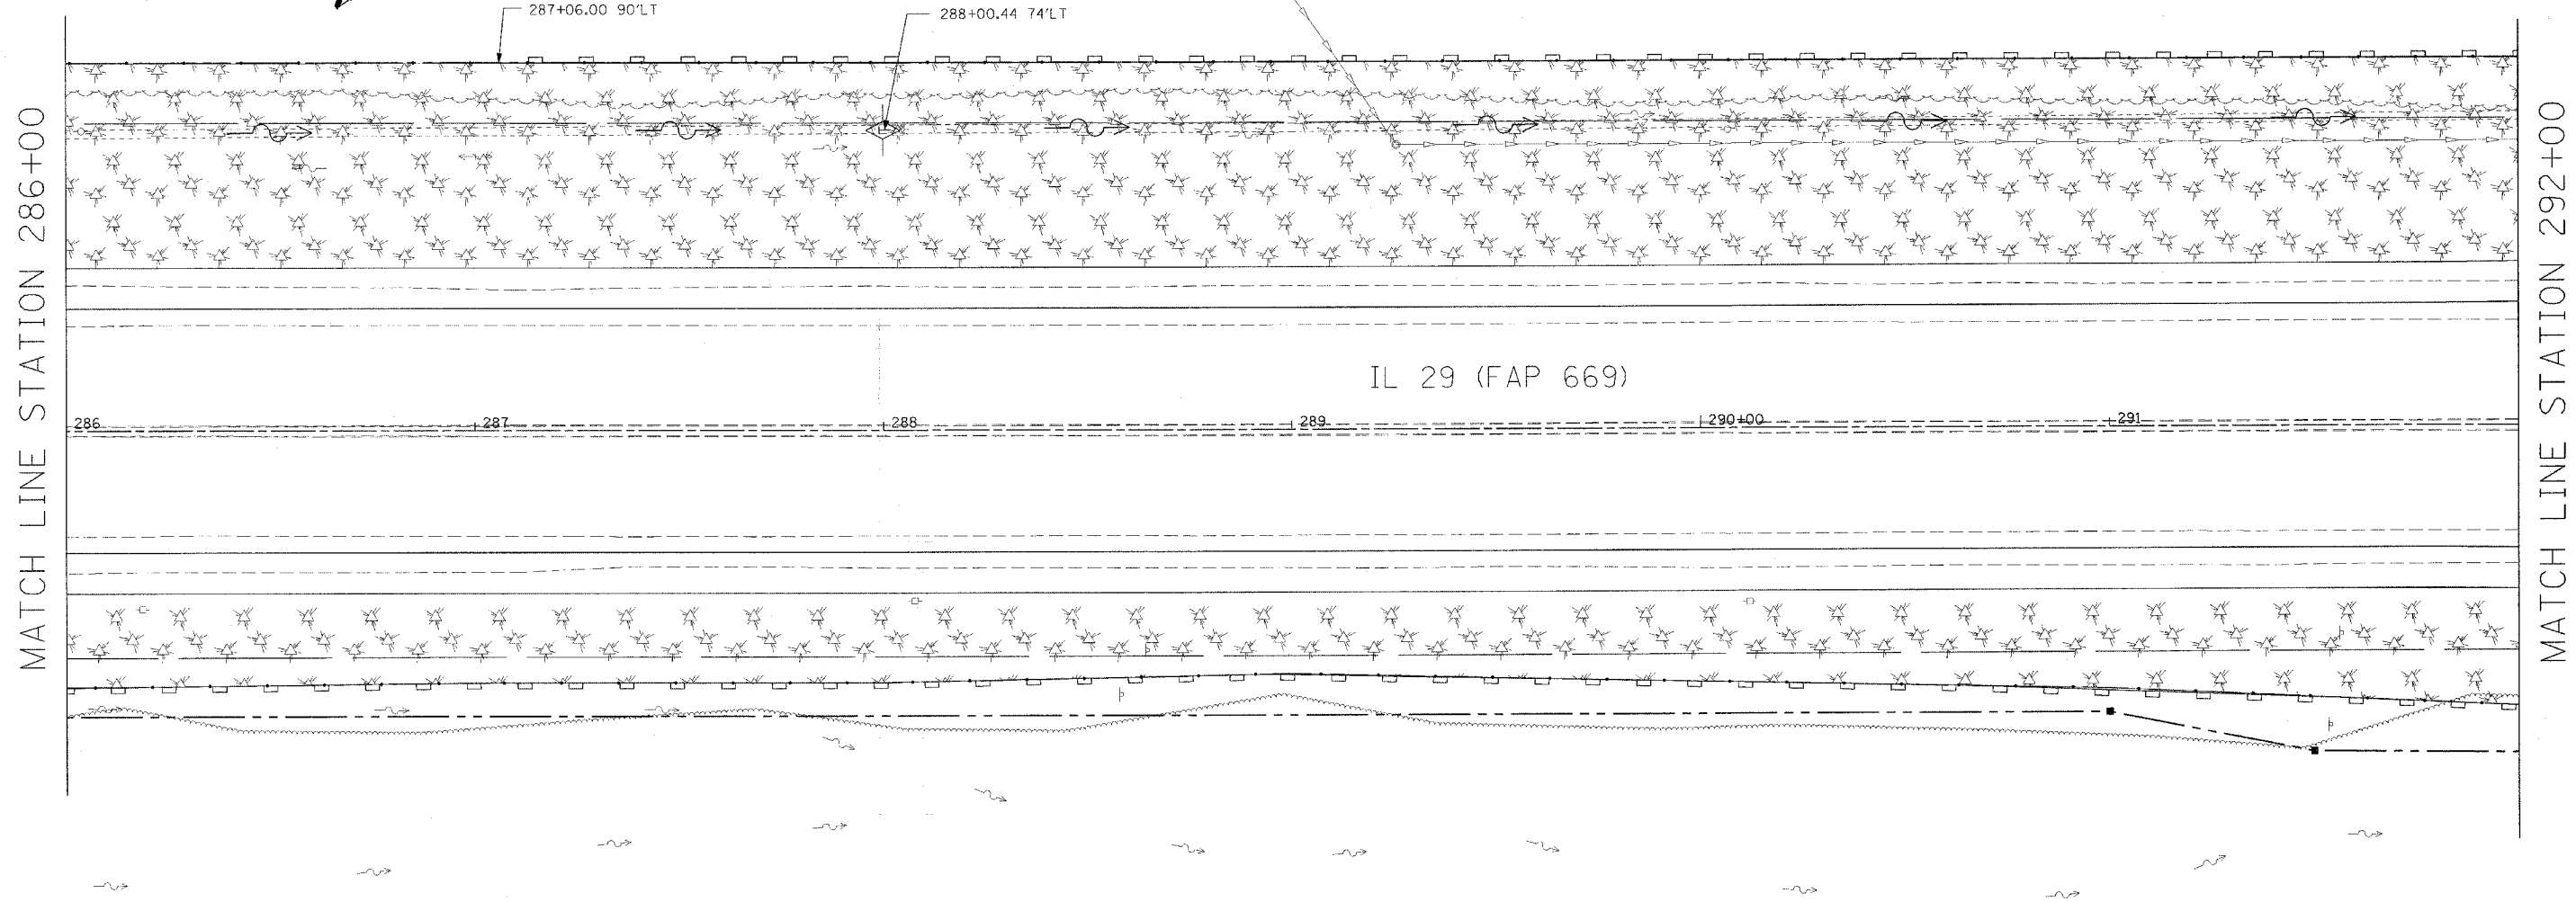 287+06.00 90'LT
288+00.44 74'LT
MATCH LINE STATION 286+00
MATCH LINE STATION 292+00
IL 29 (FAP 669)
286
287
288
289
290+00
291